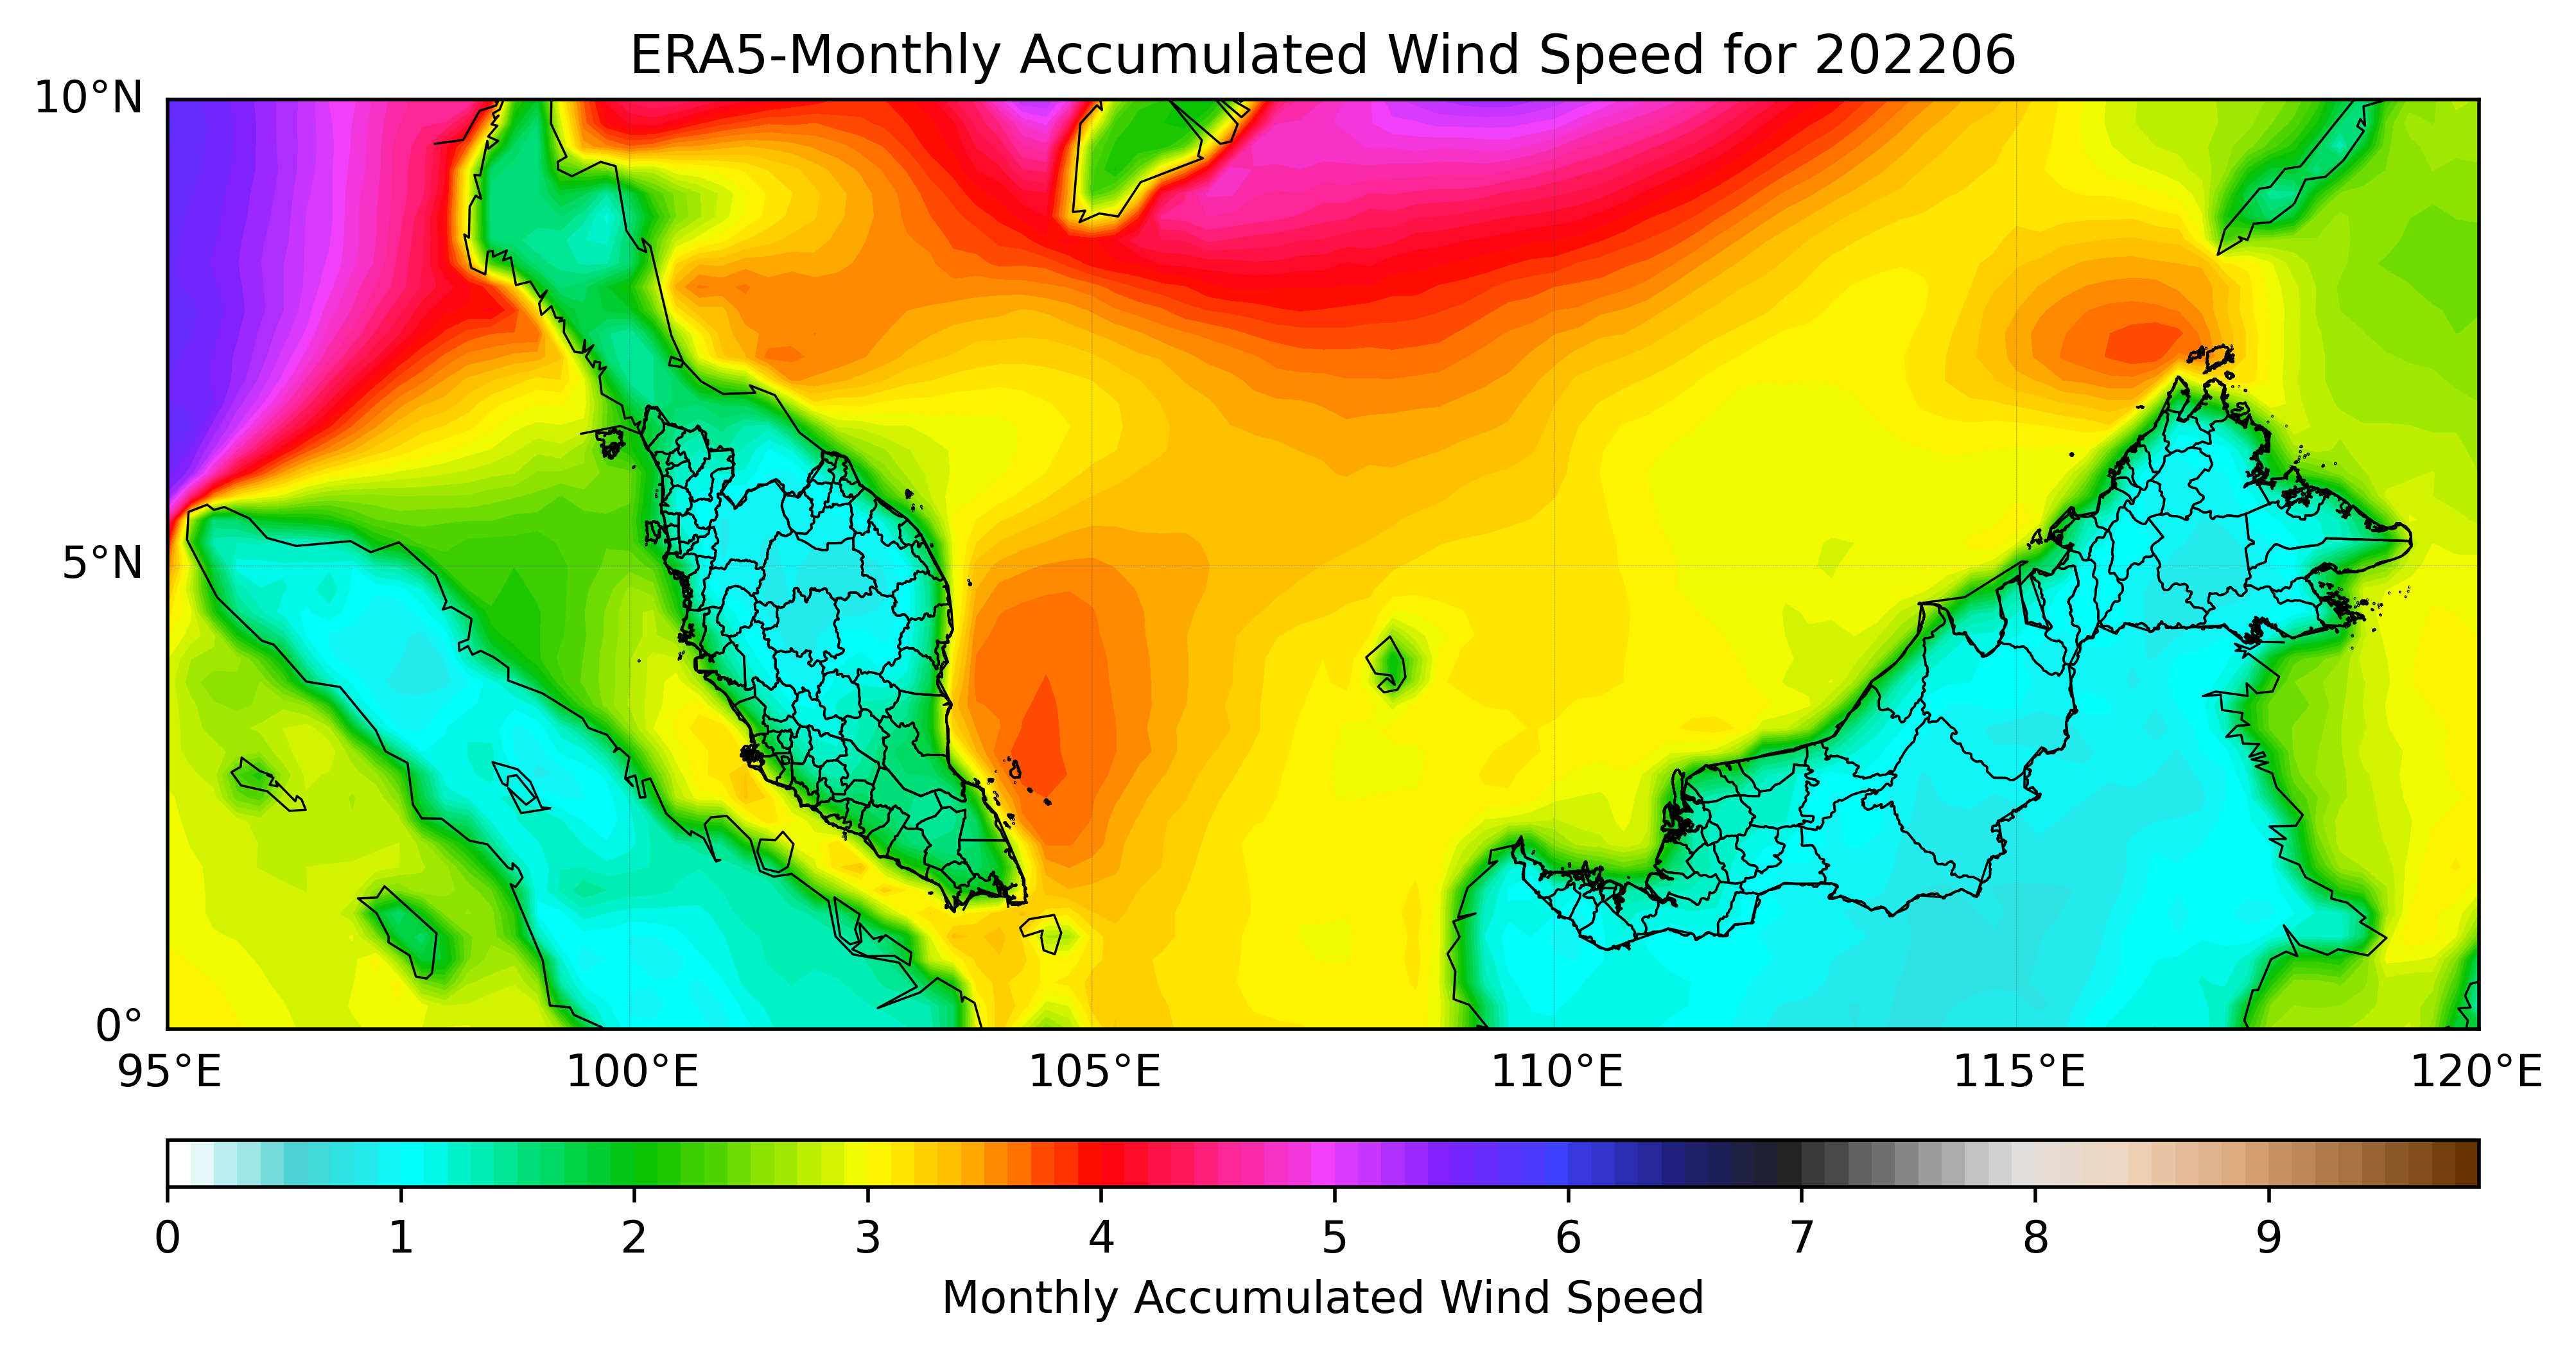 ERA5-Monthly Accumulated Wind Speed for 202206
10°N
5°N
0°
95°E 100°E 105°E 110°E 115°E 120°E
0 1 2 3 4 5 6 7 8 9
Monthly Accumulated Wind Speed